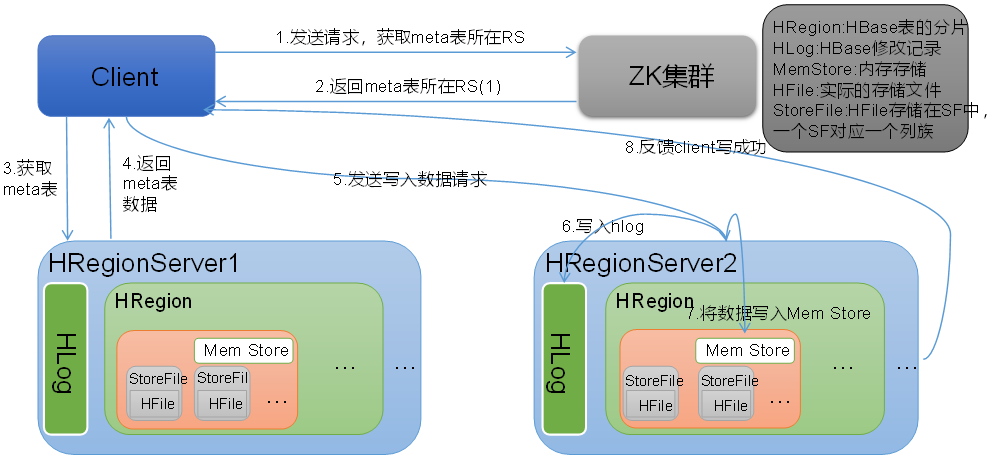 HRegion:HBase表的分片
HLog:HBase修改记录
MemStore:内存存储
HFile:实际的存储文件
StoreFile:HFile存储在SF中，
一个SF对应一个列族
1.发送请求，获取meta表所在RS
Client
ZK集群
2.返回meta表所在RS(1)
8.反馈client写成功
3.获取
meta表
4.返回
meta表
数据
5.发送写入数据请求
6.写入hlog
HRegionServer1
HLog
HRegion
Mem Store
StoreFile
HFile
StoreFil
HFile
...
...
...
HRegionServer2
HLog
HRegion
7.将数据写入Mem Store
Mem Store
StoreFile
HFile
StoreFile
HFile
...
...
...